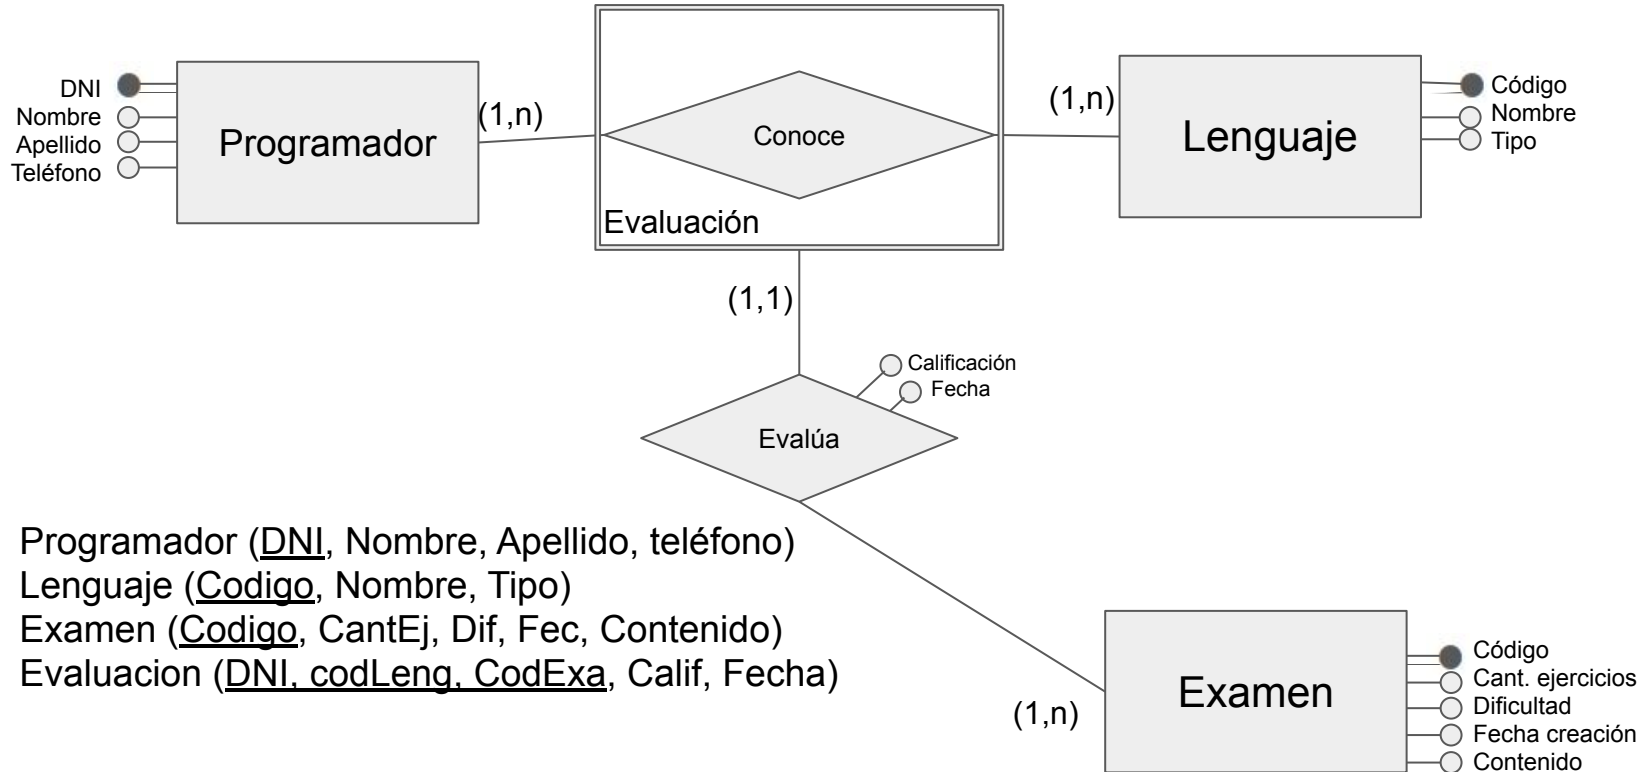 DNI
Nombre
Apellido
Teléfono
Programador
(1,n)
Conoce
Evaluación
(1,n)
Lenguaje
Código
Nombre
Tipo
(1,1)
Calificación
Fecha
Evalúa
Programador (DNI, Nombre, Apellido, teléfono)
Lenguaje (Codigo, Nombre, Tipo)
Examen (Codigo, CantEj, Dif, Fec, Contenido)
Evaluacion (DNI, codLeng, CodExa, Calif, Fecha)
(1,n)
Examen
Código
Cant. ejercicios
Dificultad
Fecha creación
Contenido